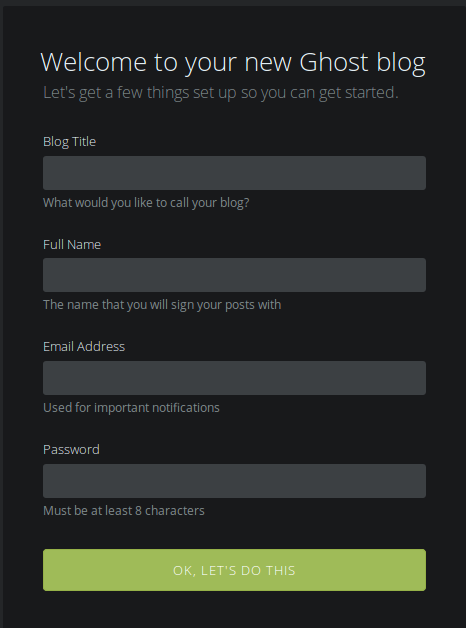 Welcome to your new Ghost blog
Let's get a few things set up so you can get started.
Blog Title
What would you like to call your blog?
Full Name
The name that you will sign your posts with
Email Address
Used for important notifications
Password
Must be at least 8 characters
OK, LET'S DO THIS